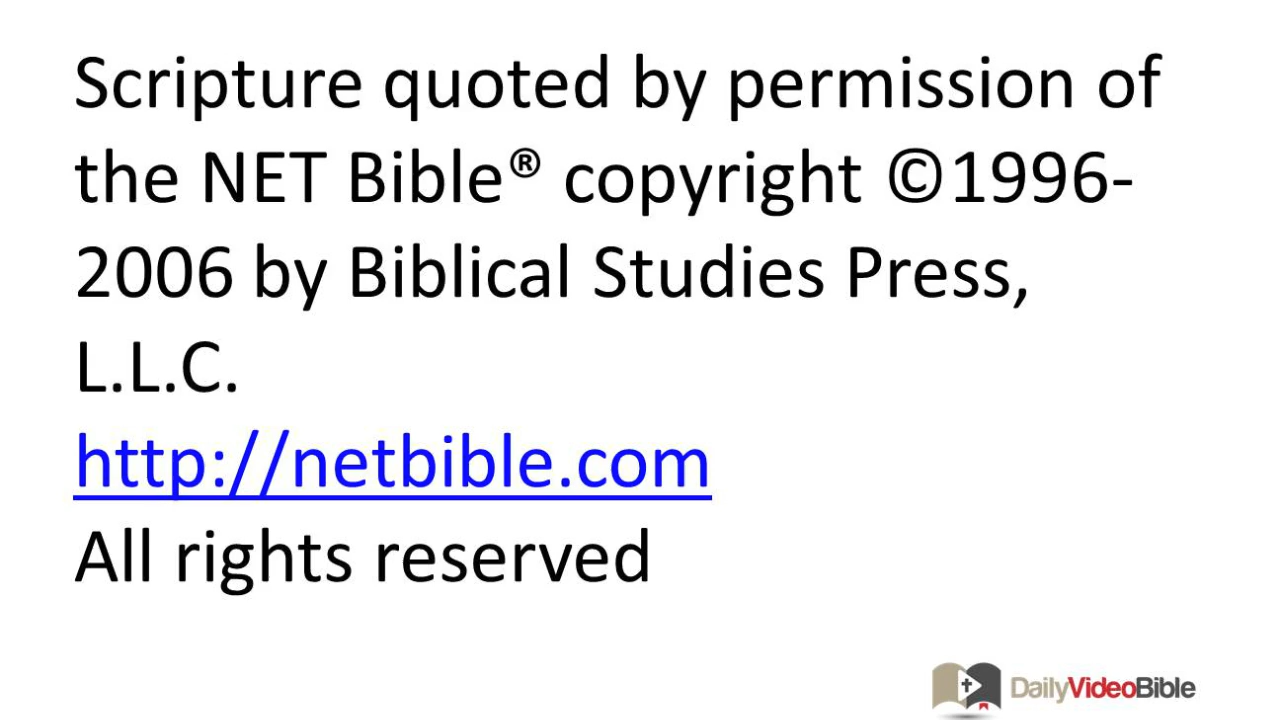 Scripture quoted by permission of
the NET Bible® copyright ©1996-
2006 by Biblical Studies Press,
L.L.C.
http://netbible.com
All rights reserved
DailyVideoBible